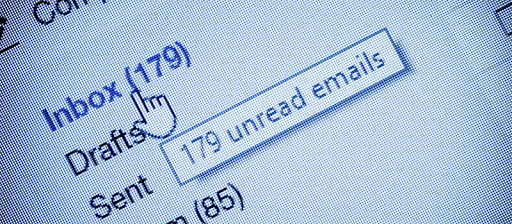 Inbox (179)
179 unread emails
Drafts
Sent
(85)